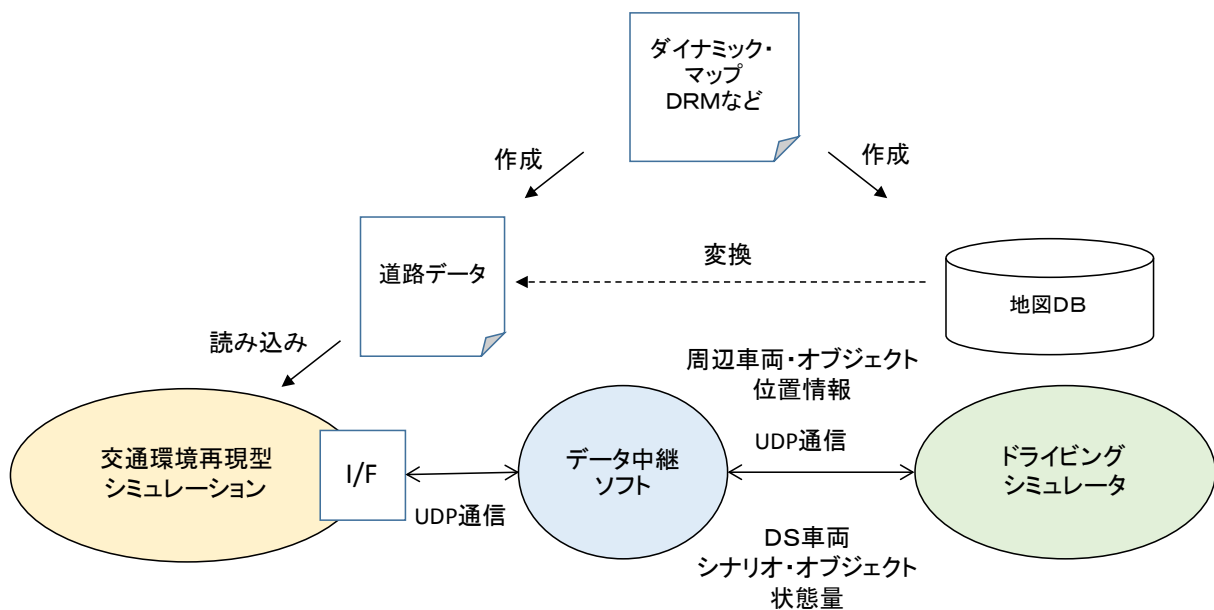 ダイナミック・
マップ
DRMなど
作成
作成
道路データ
変換
地図DB
読み込み
周辺車両・オブジェクト
位置情報
交通環境再現型
シミュレーション
I/F
UDP通信
データ中継
ソフト
UDP通信
ドライビング
シミュレータ
DS車両
シナリオ・オブジェクト
状態量